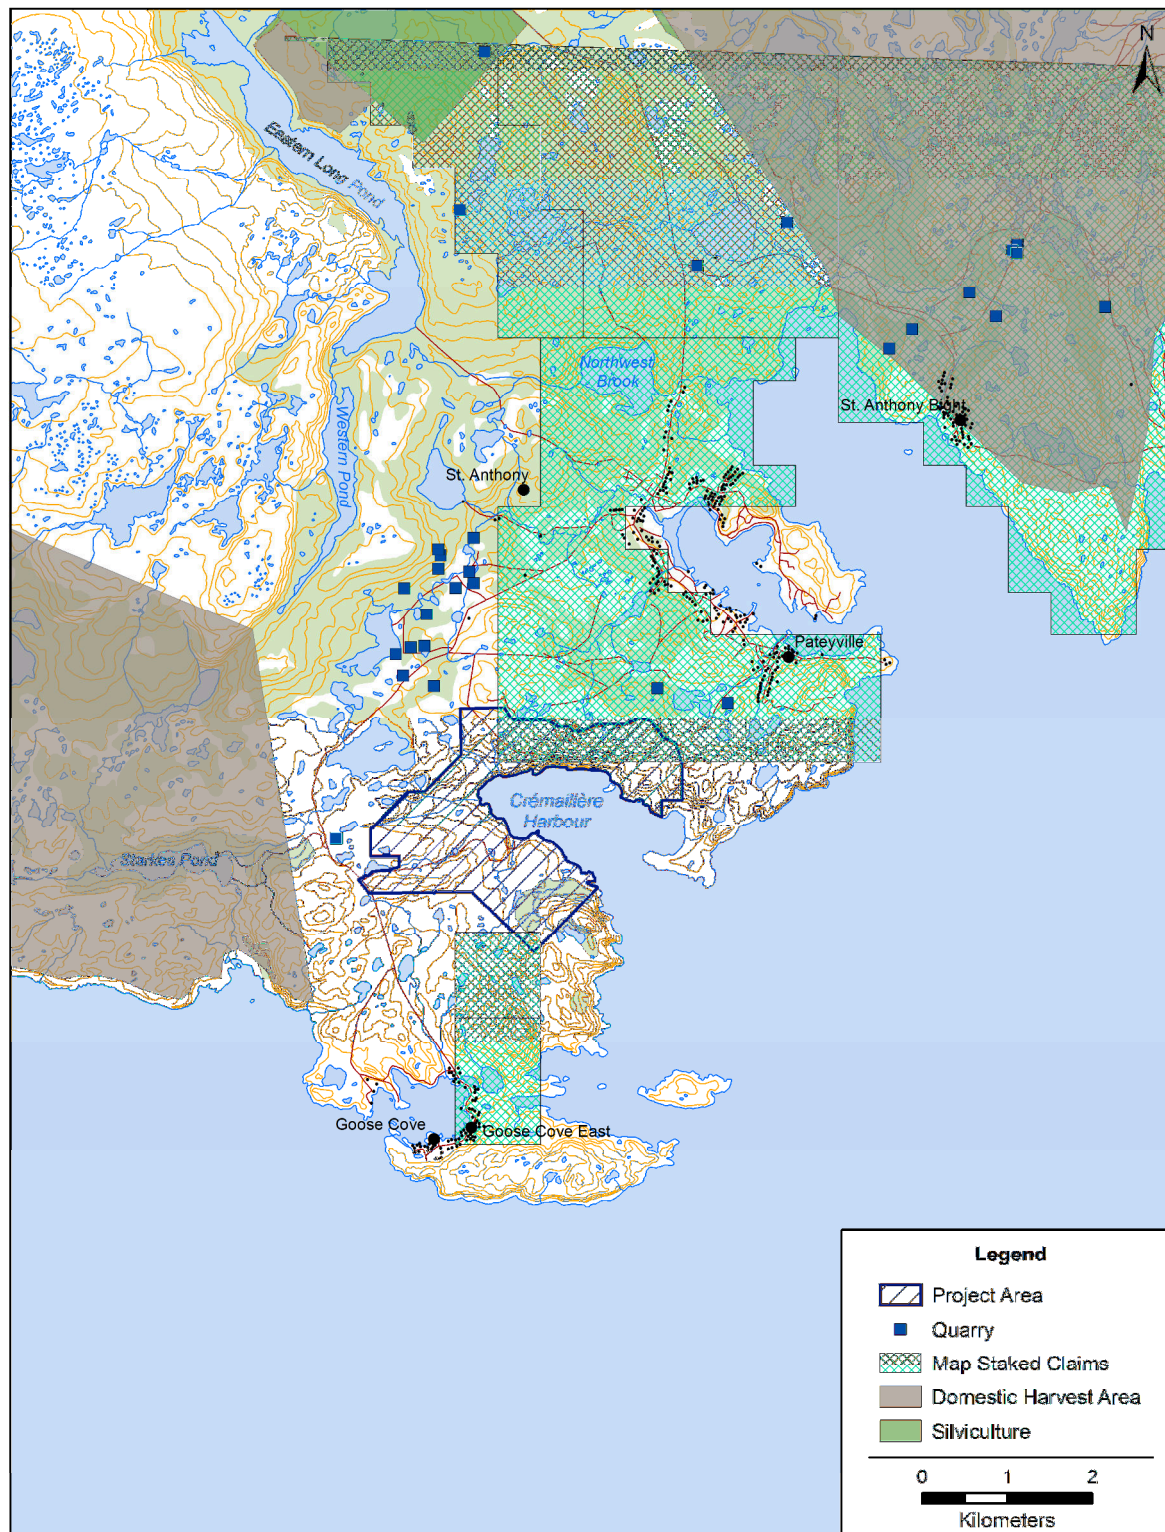 N
Eastern Long Pond
Northwest
Brook
St. Anthony Bight
Western Pond
St. Anthony
Pateyville
Crémaillère
Harbour
Starkes Pond
Goose Cove
Goose Cove East
Legend
Project Area
Quarry
Map Staked Claims
Domestic Harvest Area
Silviculture
0 1 2
Kilometers